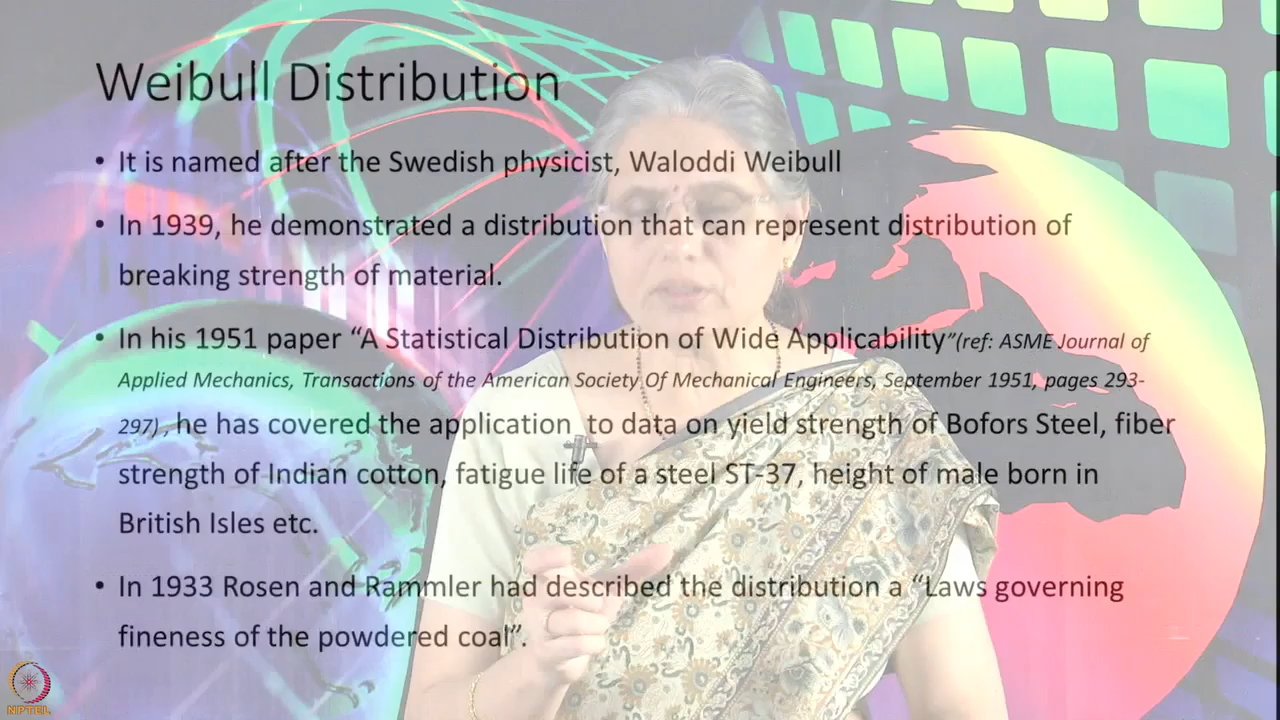 Weibull Distribution
• It is named after the Swedish physicist, Waloddi Weibull
• In 1939, he demonstrated a distribution that can represent distribution of
breaking strength of material.
• In his 1951 paper “A Statistical Distribution of Wide Applicability”(ref: ASME Journal of
Applied Mechanics, Transactions of the American Society Of Mechanical Engineers, September 1951, pages 293-
297) , he has covered the application to data on yield strength of Bofors Steel, fiber
strength of Indian cotton, fatigue life of a steel ST-37, height of male born in
British Isles etc.
• In 1933 Rosen and Rammler had described the distribution a “Laws governing
fineness of the powdered coal”.
NPTEL